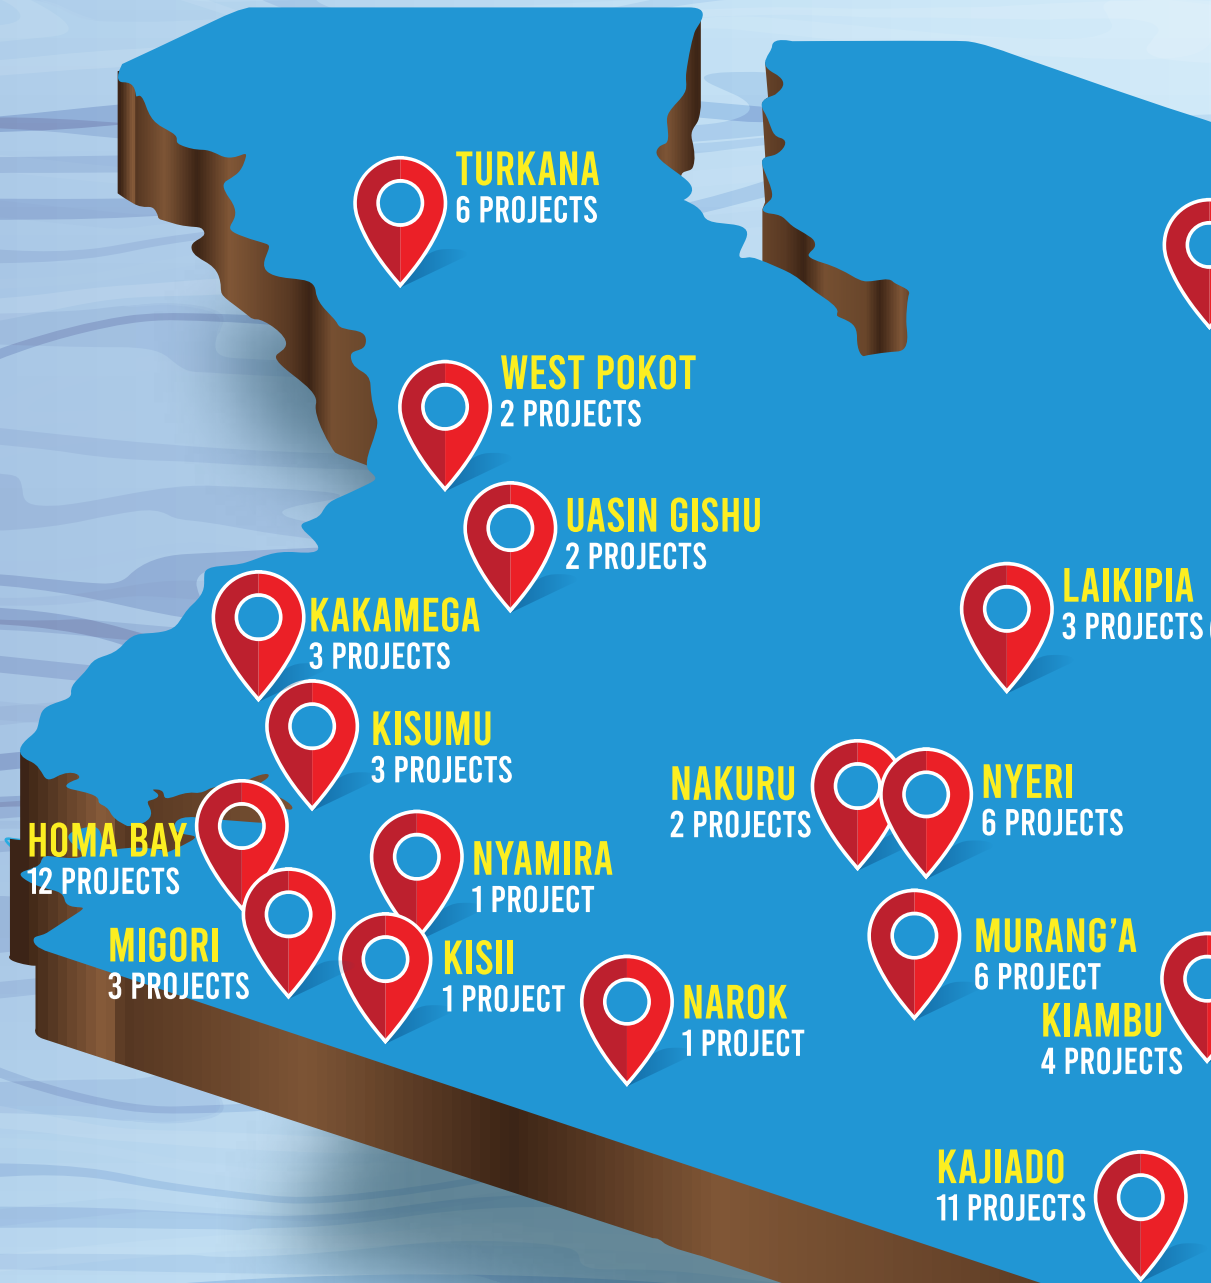 TURKANA
6 PROJECTS
WEST POKOT
2 PROJECTS
UASIN GISHU
2 PROJECTS
KAKAMEGA
3 PROJECTS
LAIKIPIA
3 PROJECTS
KISUMU
3 PROJECTS
NAKURU
2 PROJECTS
NYERI
6 PROJECTS
HOMA BAY
12 PROJECTS
NYAMIRA
1 PROJECT
MIGORI
3 PROJECTS
KISII
1 PROJECT
NAROK
1 PROJECT
MURANG'A
6 PROJECT
KIAMBU
4 PROJECTS
KAJIADO
11 PROJECTS